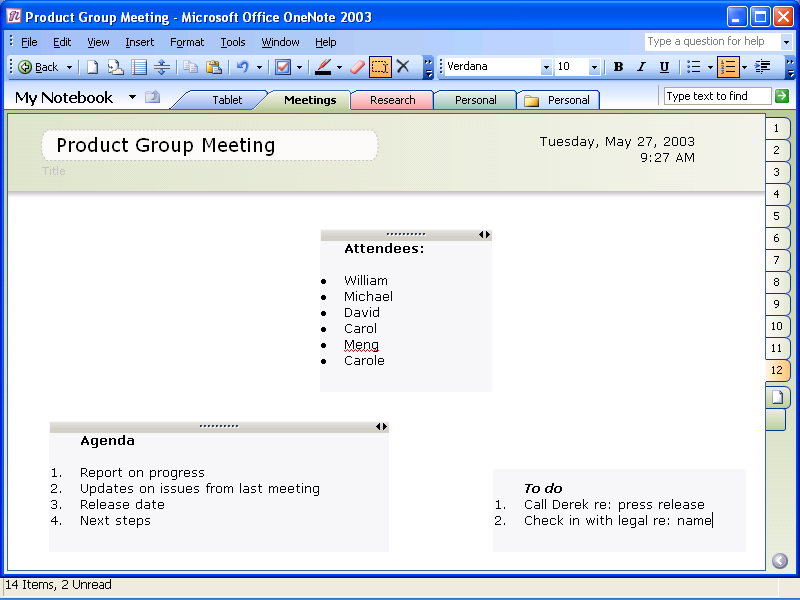 Product Group Meeting - Microsoft Office OneNote 2003
File Edit View Insert Format Tools Window Help
Type a question for help
Back
Verdana
10
B I U
My Notebook
Tablet
Meetings
Research
Personal
Personal
Type text to find
Product Group Meeting
Title
Tuesday, May 27, 2003
9:27 AM
1
2
3
4
5
6
7
8
9
10
11
12
Attendees:
• William
• Michael
• David
• Carol
• Meng
• Carole
Agenda
1. Report on progress
2. Updates on issues from last meeting
3. Release date
4. Next steps
To do
1. Call Derek re: press release
2. Check in with legal re: name
14 Items, 2 Unread